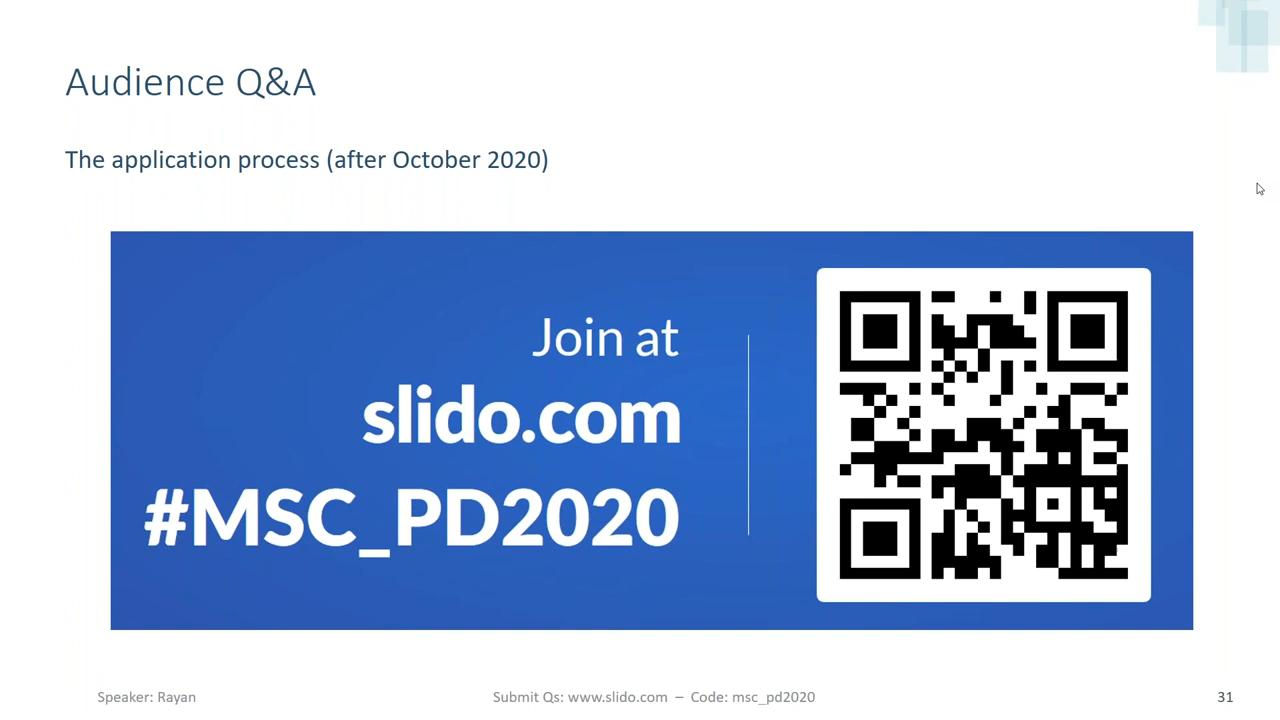 Audience Q&A
The application process (after October 2020)
Join at
slido.com
#MSC_PD2020
Speaker: Rayan
Submit Qs: www.slido.com – Code: msc_pd2020
31